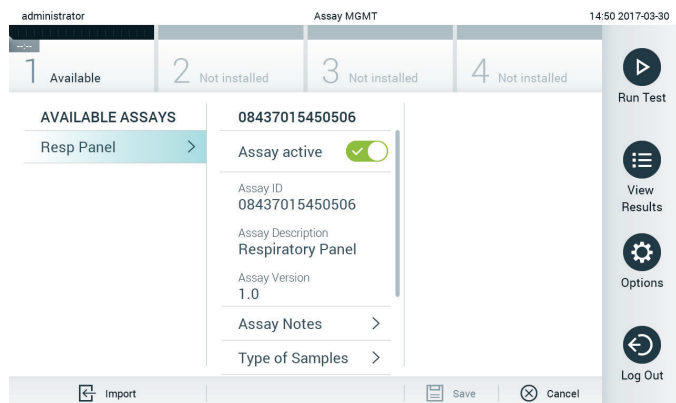 administrator Assay MGMT 14:50 2017-03-30
--:--
1 Available 2 Not installed 3 Not installed 4 Not installed
Run Test
AVAILABLE ASSAYS 08437015450506
Resp Panel Assay active
View
Results
Assay ID
08437015450506
Assay Description
Respiratory Panel
Options
Assay Version
1.0
Assay Notes
Type of Samples
Log Out
Import Save Cancel